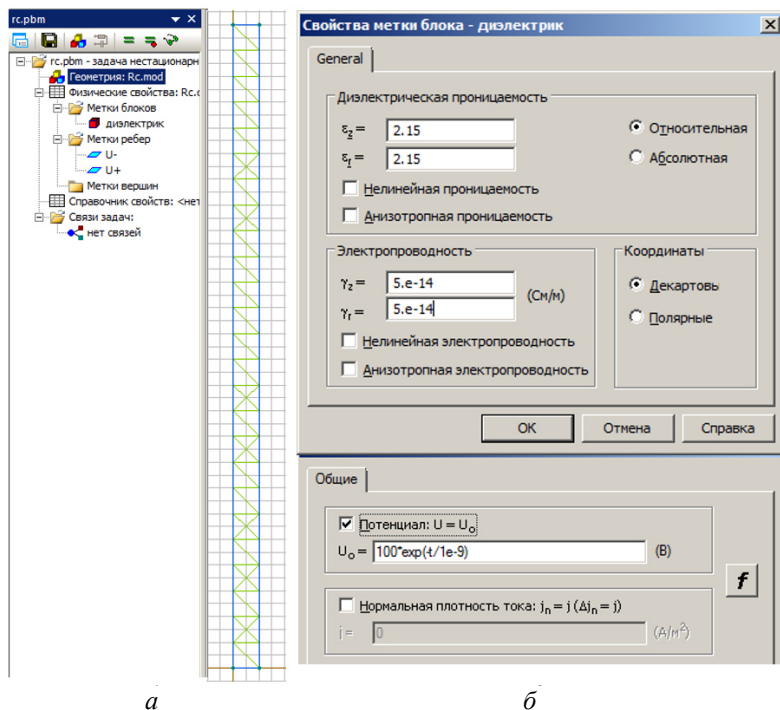 rc.pbm
rc.pbm - задача нестационарн
Геометрия: Rc.mod
Физические свойства: Rc.
Метки блоков
диэлектрик
Метки ребер
U-
U+
Метки вершин
Справочник свойств: <нет
Связи задач:
нет связей
а
Свойства метки блока - диэлектрик
General
Диэлектрическая проницаемость
εz = 2.15
εr = 2.15
Относительная
Абсолютная
Нелинейная проницаемость
Анизотропная проницаемость
Электропроводность
γz = 5.e-14
γr = 5.e-14
(См/м)
Нелинейная электропроводность
Анизотропная электропроводность
Координаты
Декартовы
Полярные
ОК Отмена Справка
Общие
Потенциал: U = Uo
Uo = 100*exp(-t/1e-9) (В)
f
Нормальная плотность тока: jn = j (Δjn = j)
j = 0 (А/м²)
б